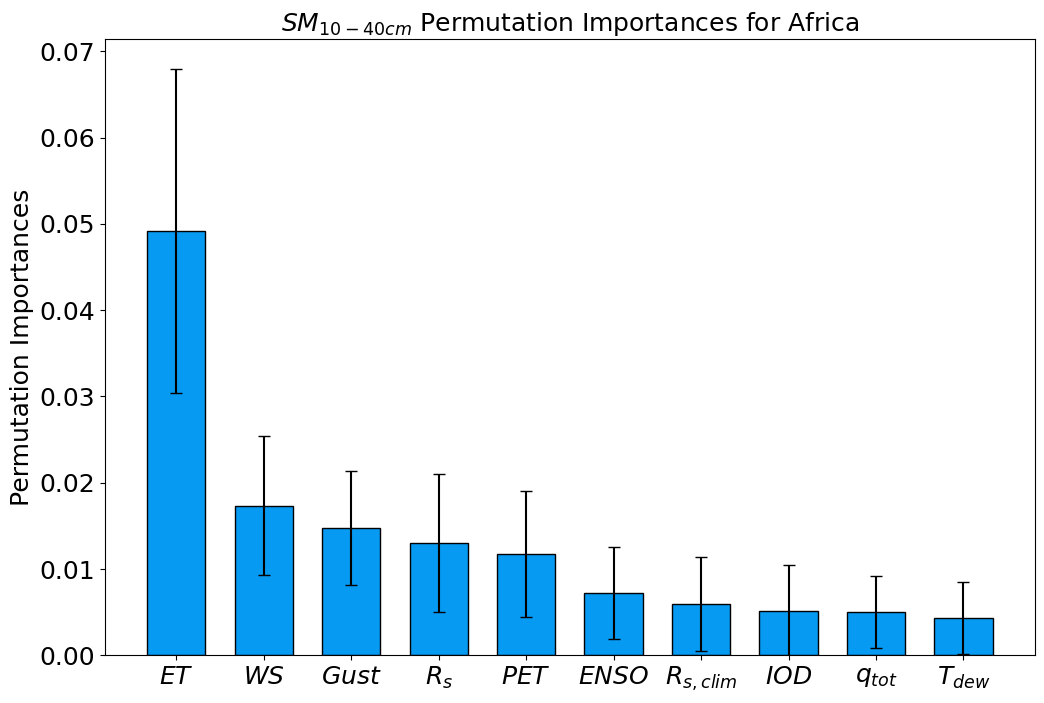 SM10−40cm Permutation Importances for Africa
Permutation Importances
0.07
0.06
0.05
0.04
0.03
0.02
0.01
0.00
ET WS Gust Rs PET ENSO Rs,clim IOD qtot Tdew